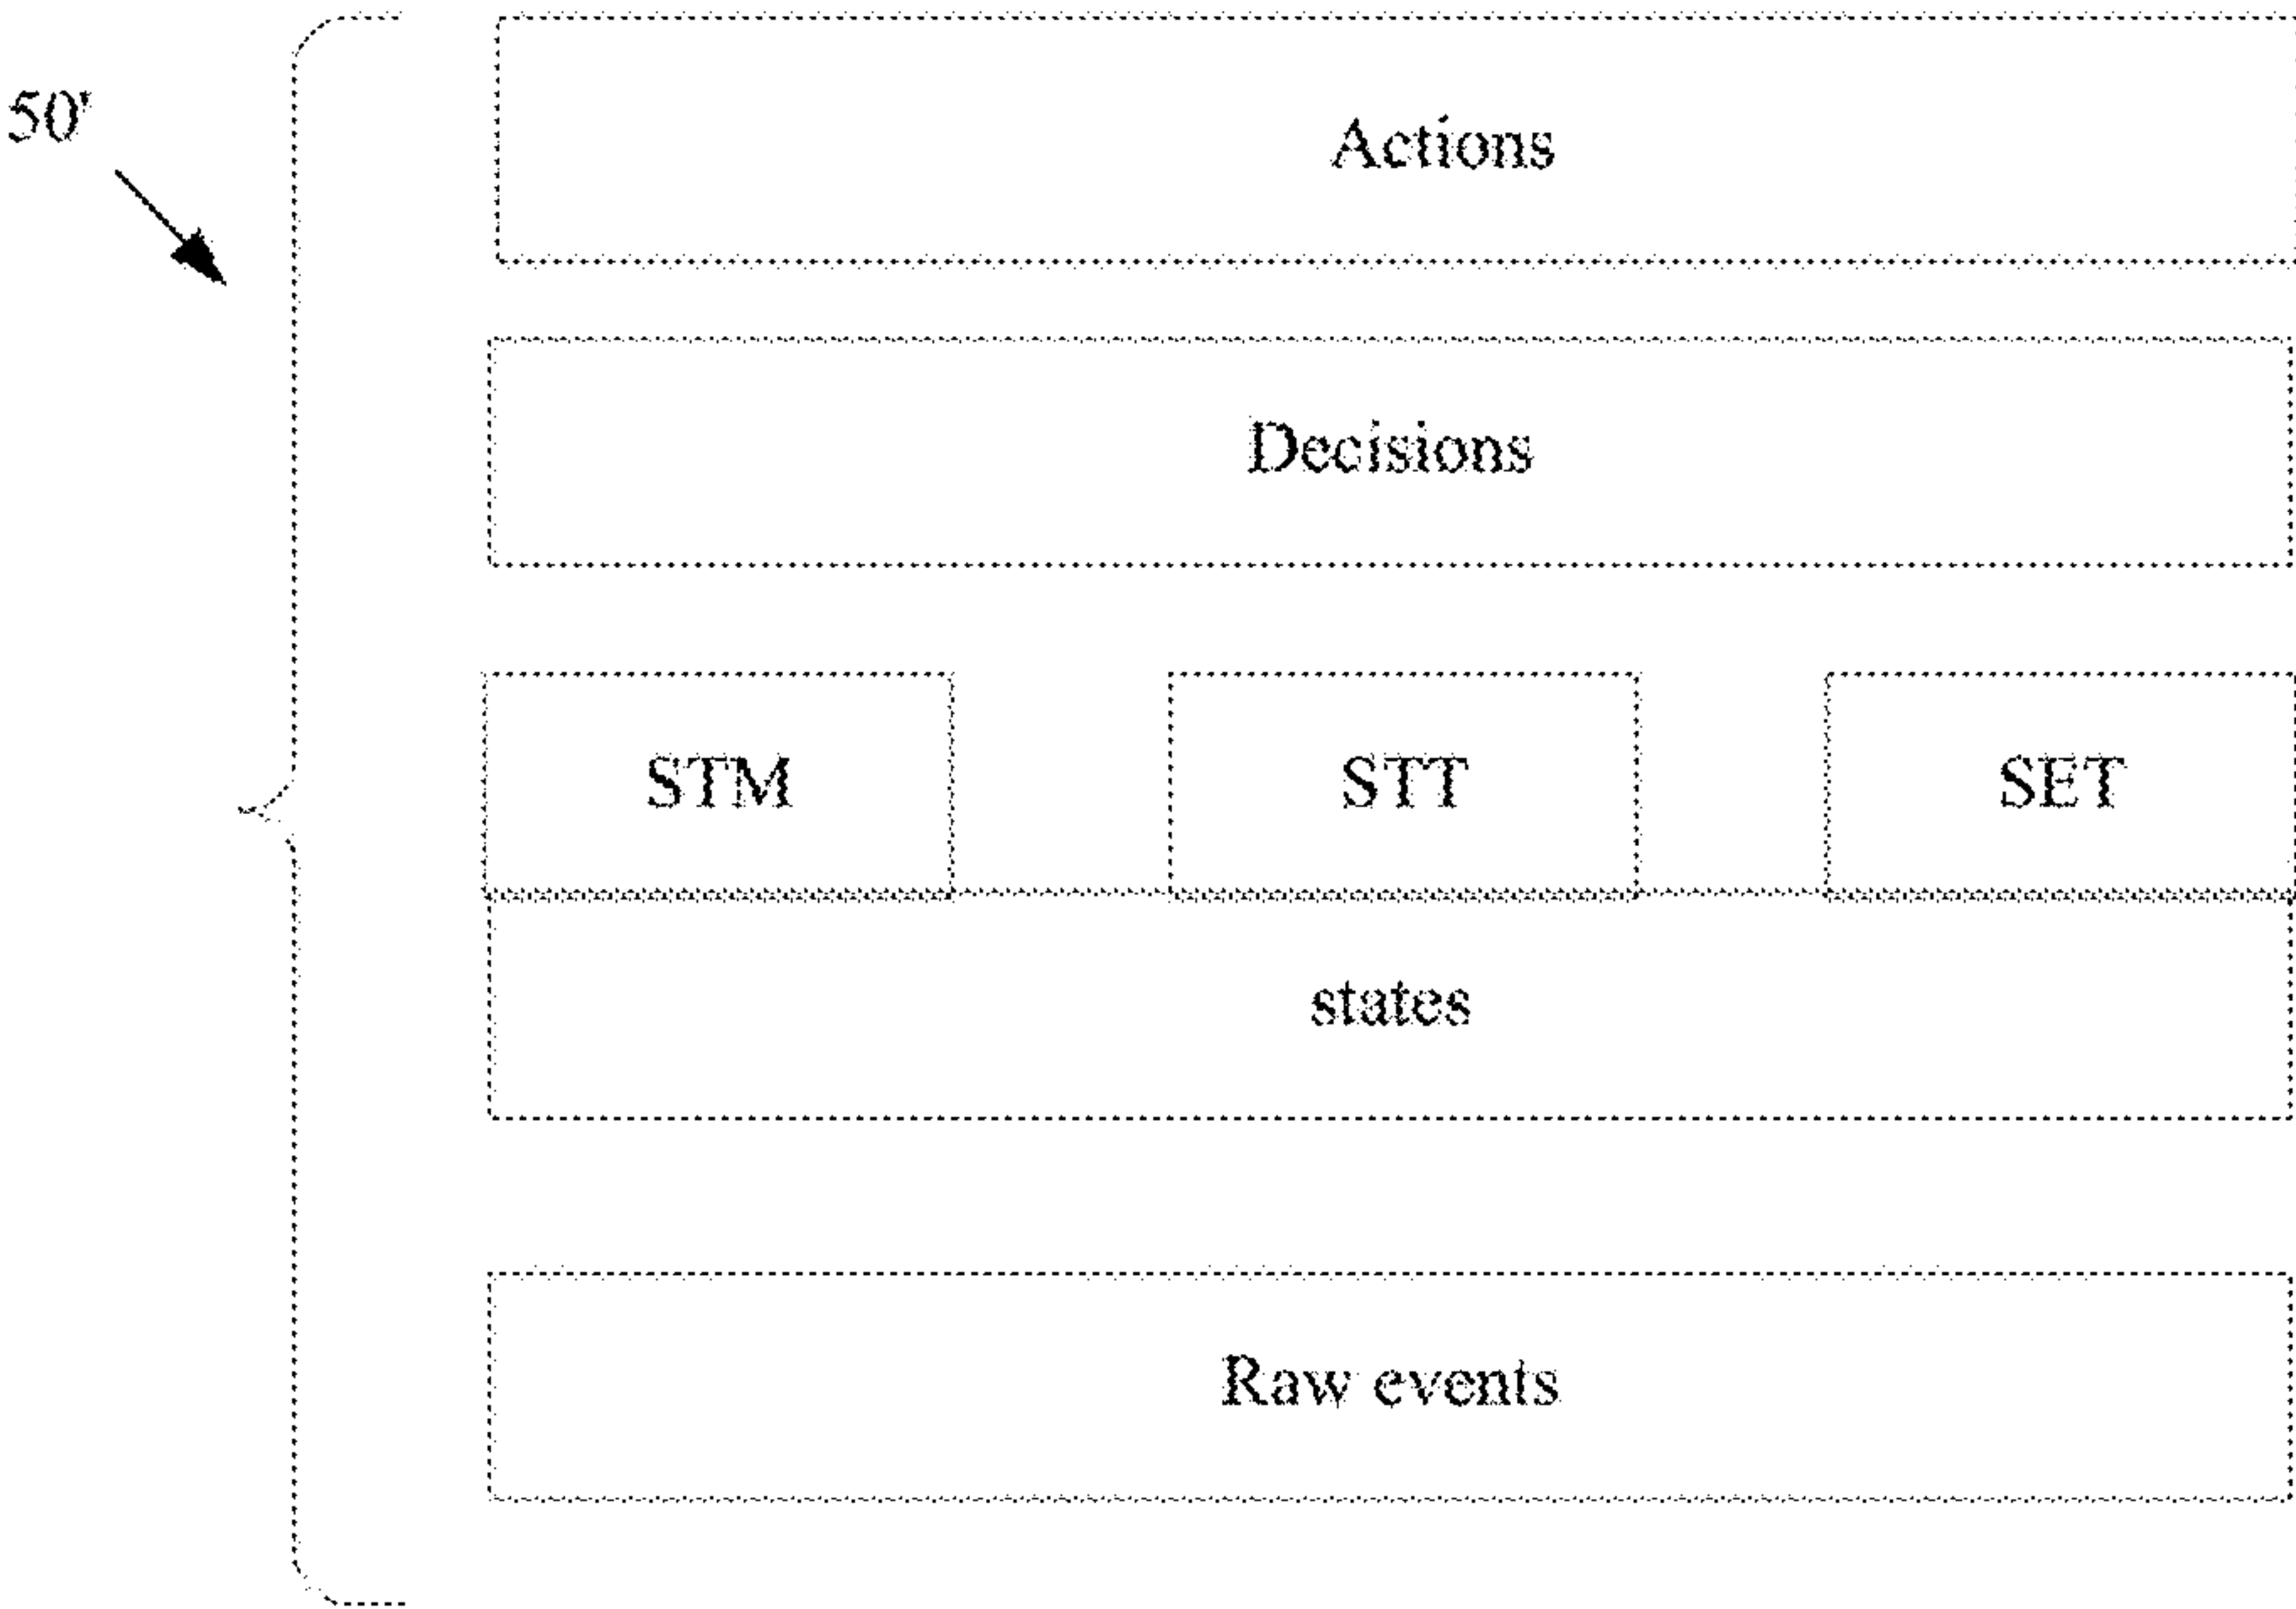 50'
Actions
Decisions
STM STT SET
states
Raw events